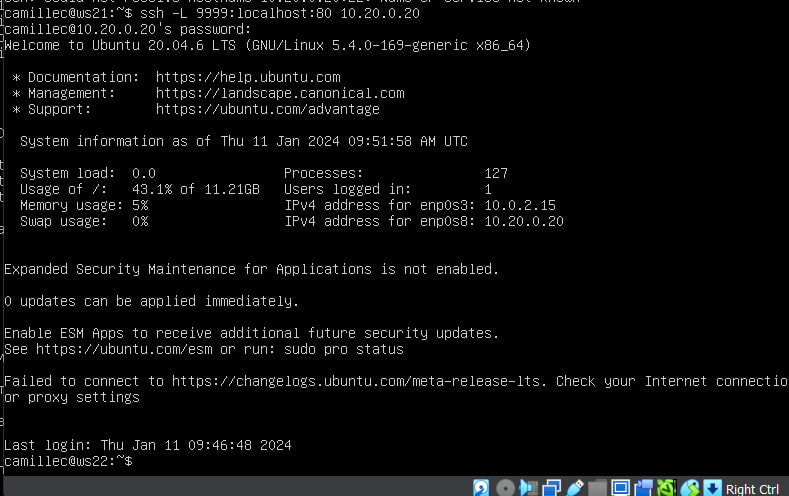 camillec@ws21:~$ ssh -L 9999:localhost:80 10.20.0.20
camillec@10.20.0.20's password:
Welcome to Ubuntu 20.04.6 LTS (GNU/Linux 5.4.0-169-generic x86_64)
* Documentation:  https://help.ubuntu.com
* Management:     https://landscape.canonical.com
* Support:        https://ubuntu.com/advantage
System information as of Thu 11 Jan 2024 09:51:58 AM UTC
System load:  0.0                Processes:               127
Usage of /:   43.1% of 11.21GB   Users logged in:         1
Memory usage: 5%                 IPv4 address for enp0s3: 10.0.2.15
Swap usage:   0%                 IPv4 address for enp0s8: 10.20.0.20
Expanded Security Maintenance for Applications is not enabled.
0 updates can be applied immediately.
Enable ESM Apps to receive additional future security updates.
See https://ubuntu.com/esm or run: sudo pro status
Failed to connect to https://changelogs.ubuntu.com/meta-release-lts. Check your Internet connectio
or proxy settings
Last login: Thu Jan 11 09:46:48 2024
camillec@ws22:~$
Right Ctrl